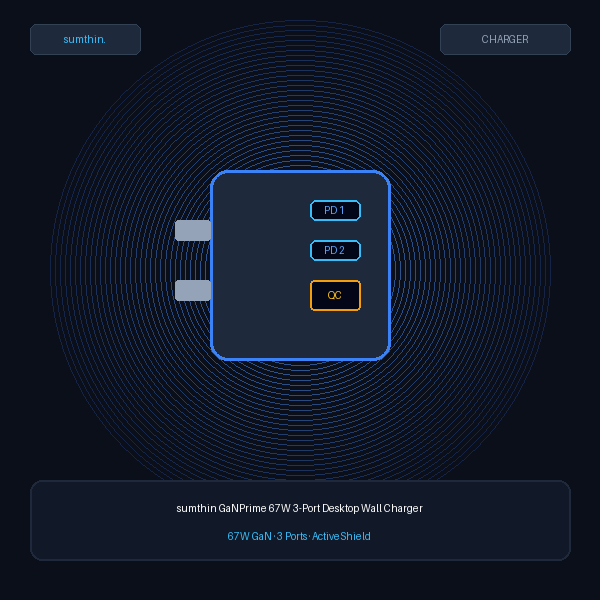 sumthin.
CHARGER
PD 1
PD 2
QC
sumthin GaNPrime 67W 3-Port Desktop Wall Charger
67W GaN · 3 Ports · ActiveShield